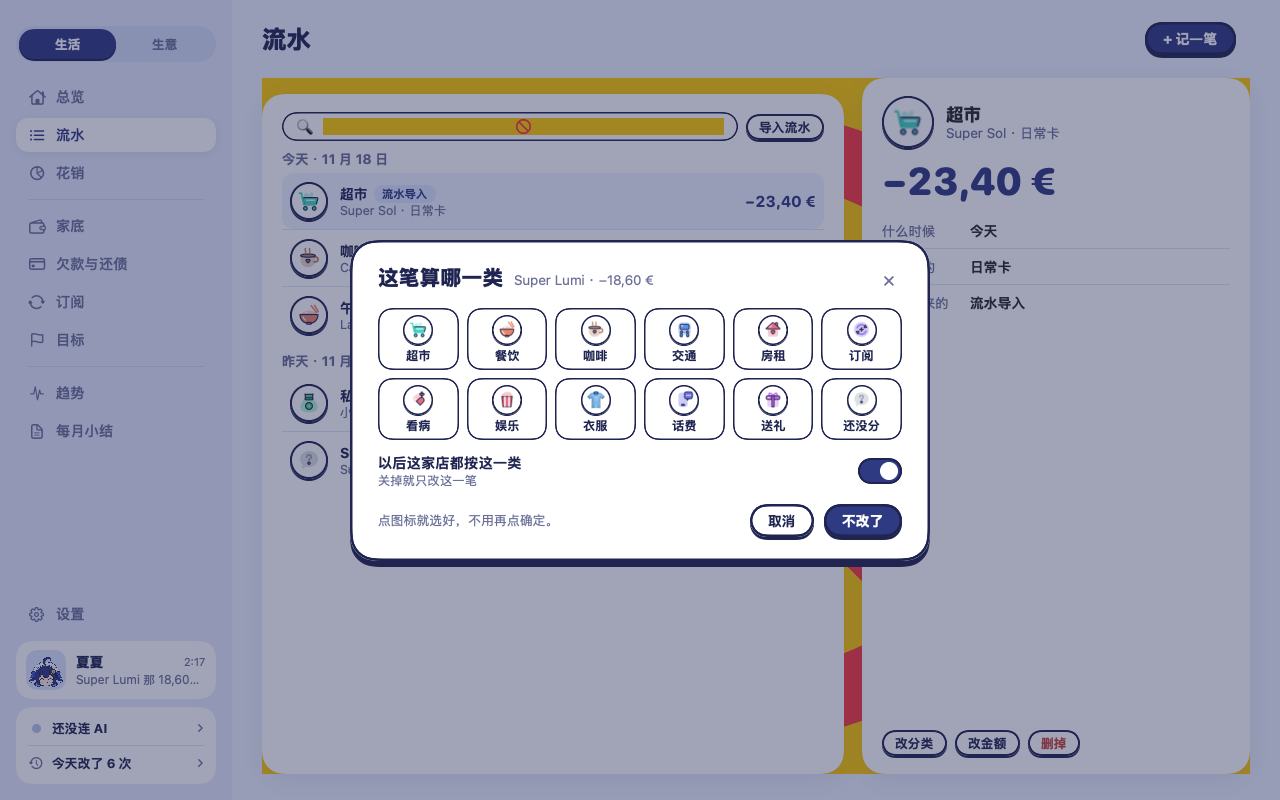 生活
生意
总览
流水
花销
家底
欠款与还债
订阅
目标
趋势
每月小结
设置
夏夏 2:17
Super Lumi 那 18,60...
还没连 AI
今天改了 6 次
流水
+ 记一笔
导入流水
今天 · 11 月 18 日
超市 流水导入
Super Sol · 日常卡
−23,40 €
昨天 · 11 月
超市
Super Sol · 日常卡
−23,40 €
什么时候 今天
日常卡
来的 流水导入
改分类
改金额
删掉
这笔算哪一类 Super Lumi · −18,60 €
超市
餐饮
咖啡
交通
房租
订阅
看病
娱乐
衣服
话费
送礼
还没分
以后这家店都按这一类
关掉就只改这一笔
点图标就选好，不用再点确定。
取消
不改了